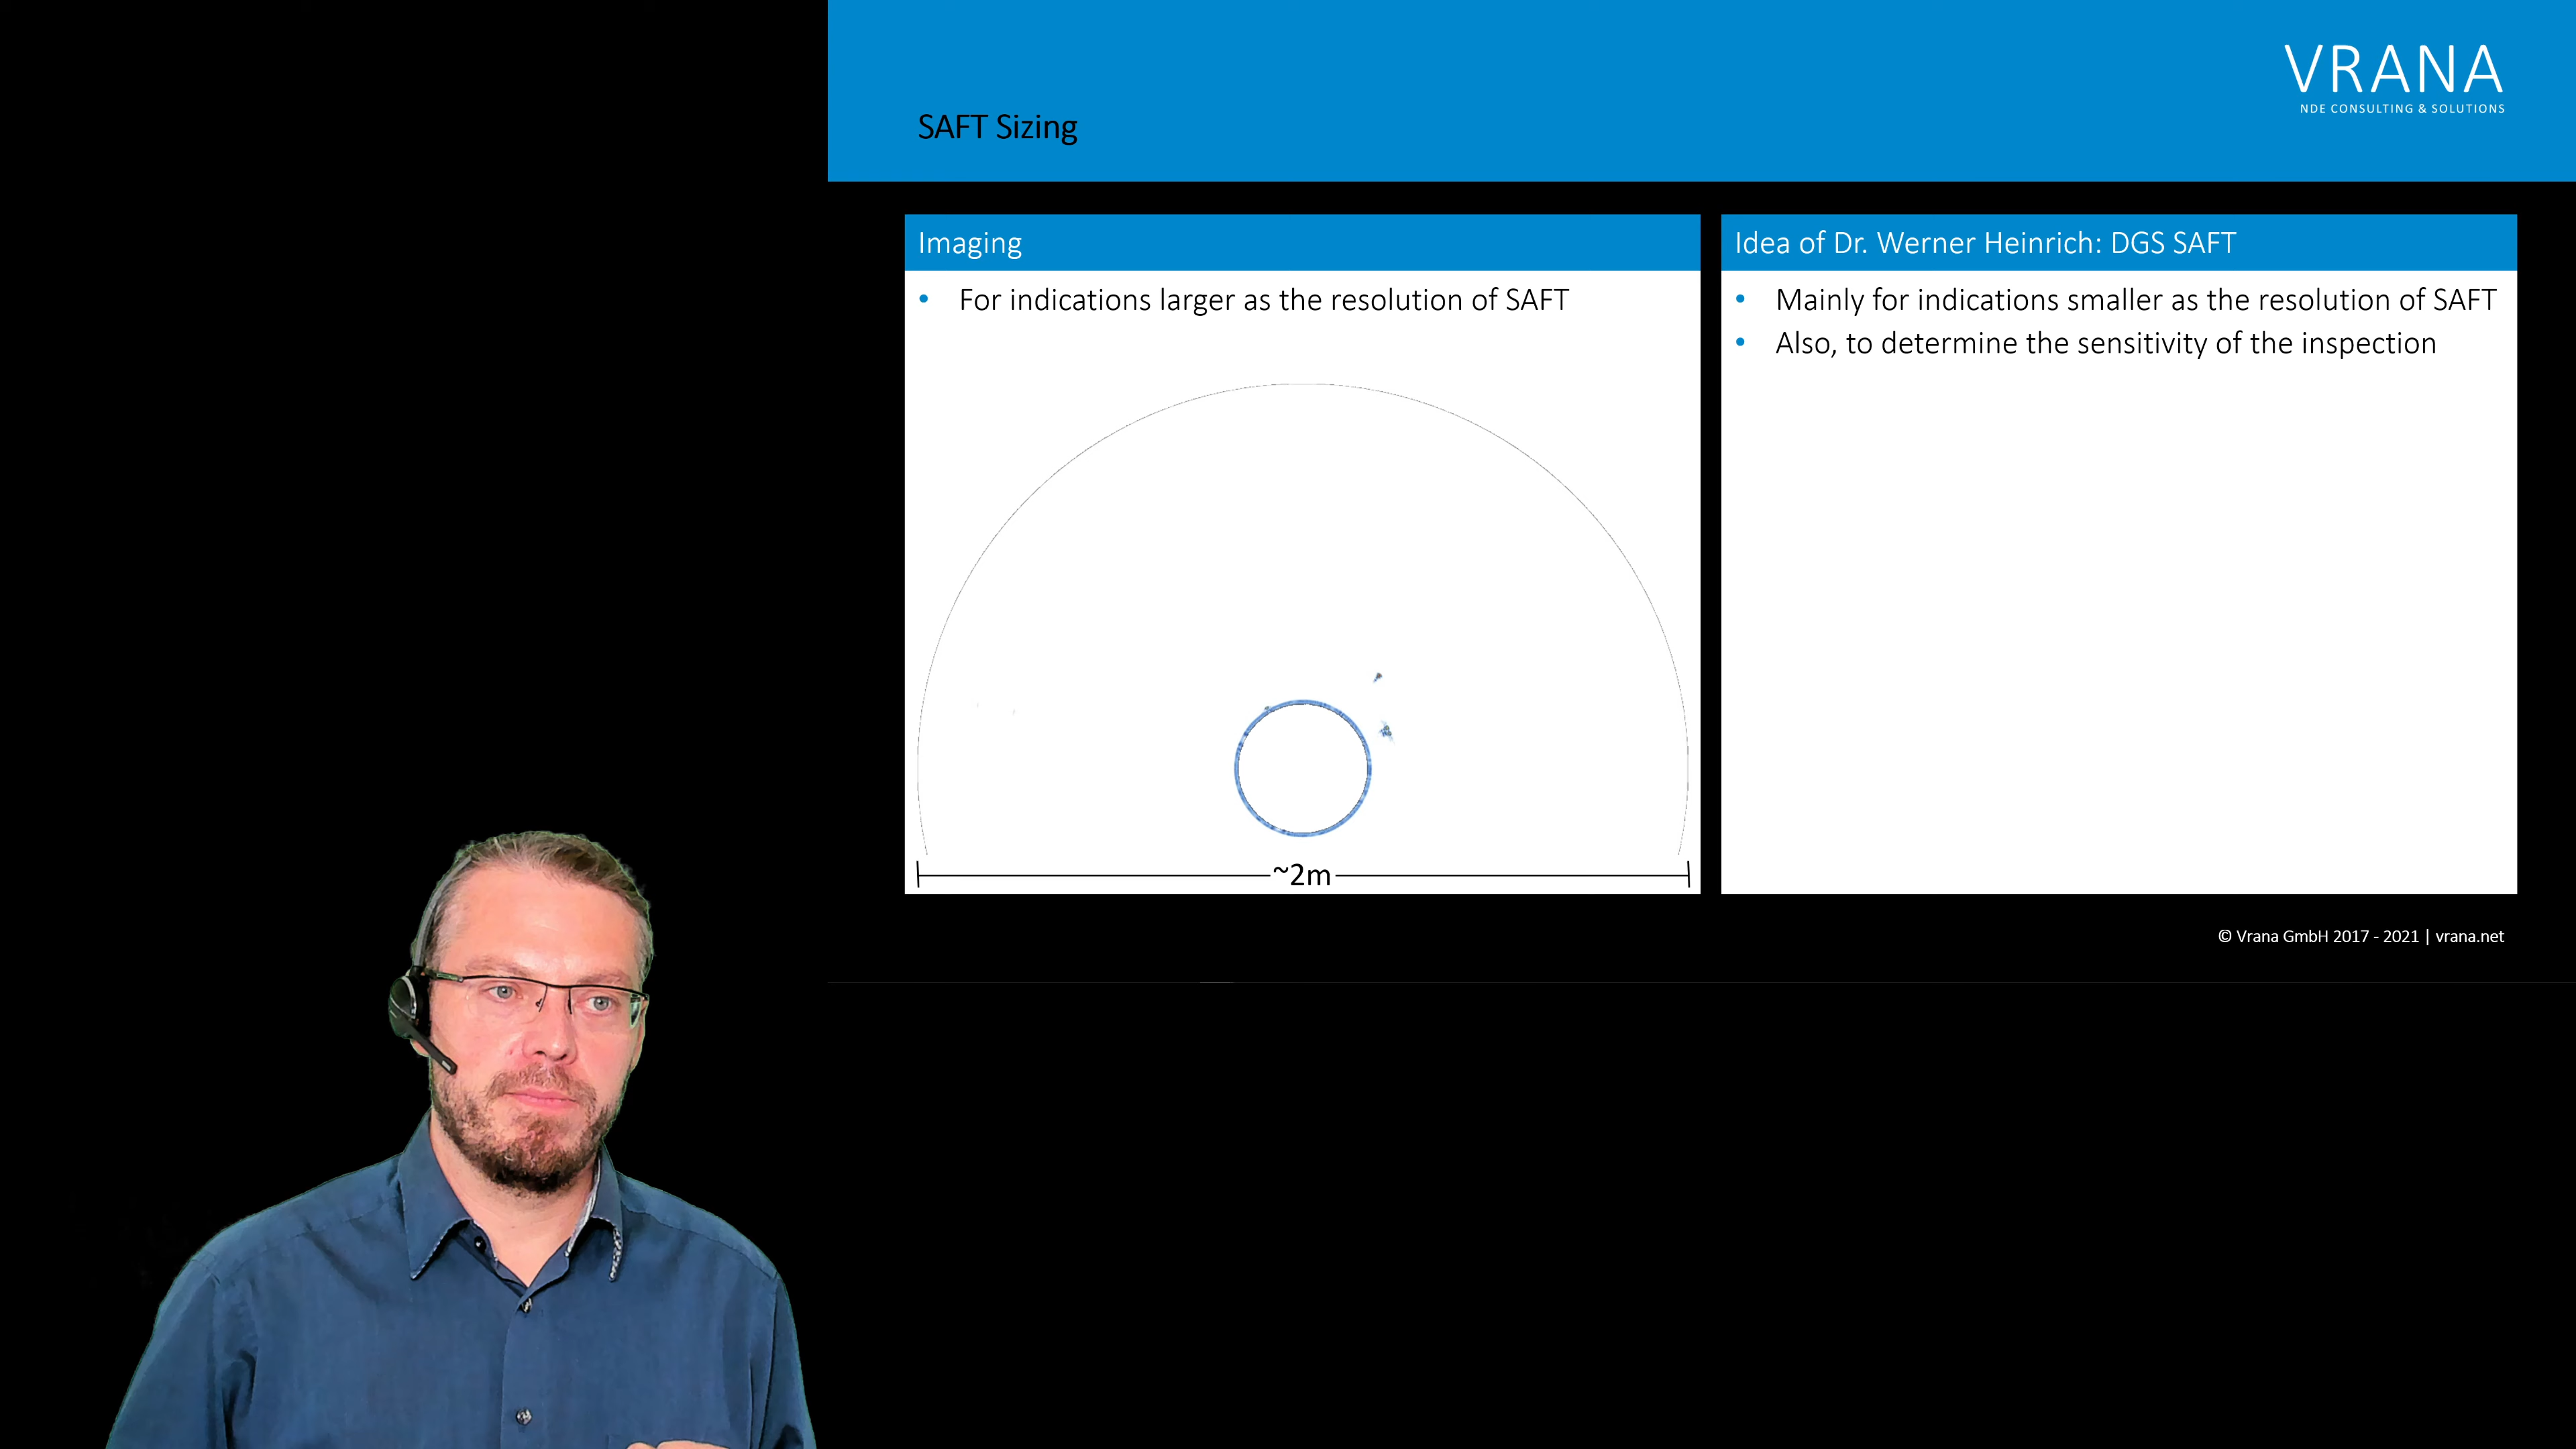 VRANA
NDE CONSULTING & SOLUTIONS
SAFT Sizing
Imaging
• For indications larger as the resolution of SAFT
~2m
Idea of Dr. Werner Heinrich: DGS SAFT
• Mainly for indications smaller as the resolution of SAFT
• Also, to determine the sensitivity of the inspection
© Vrana GmbH 2017 - 2021 | vrana.net